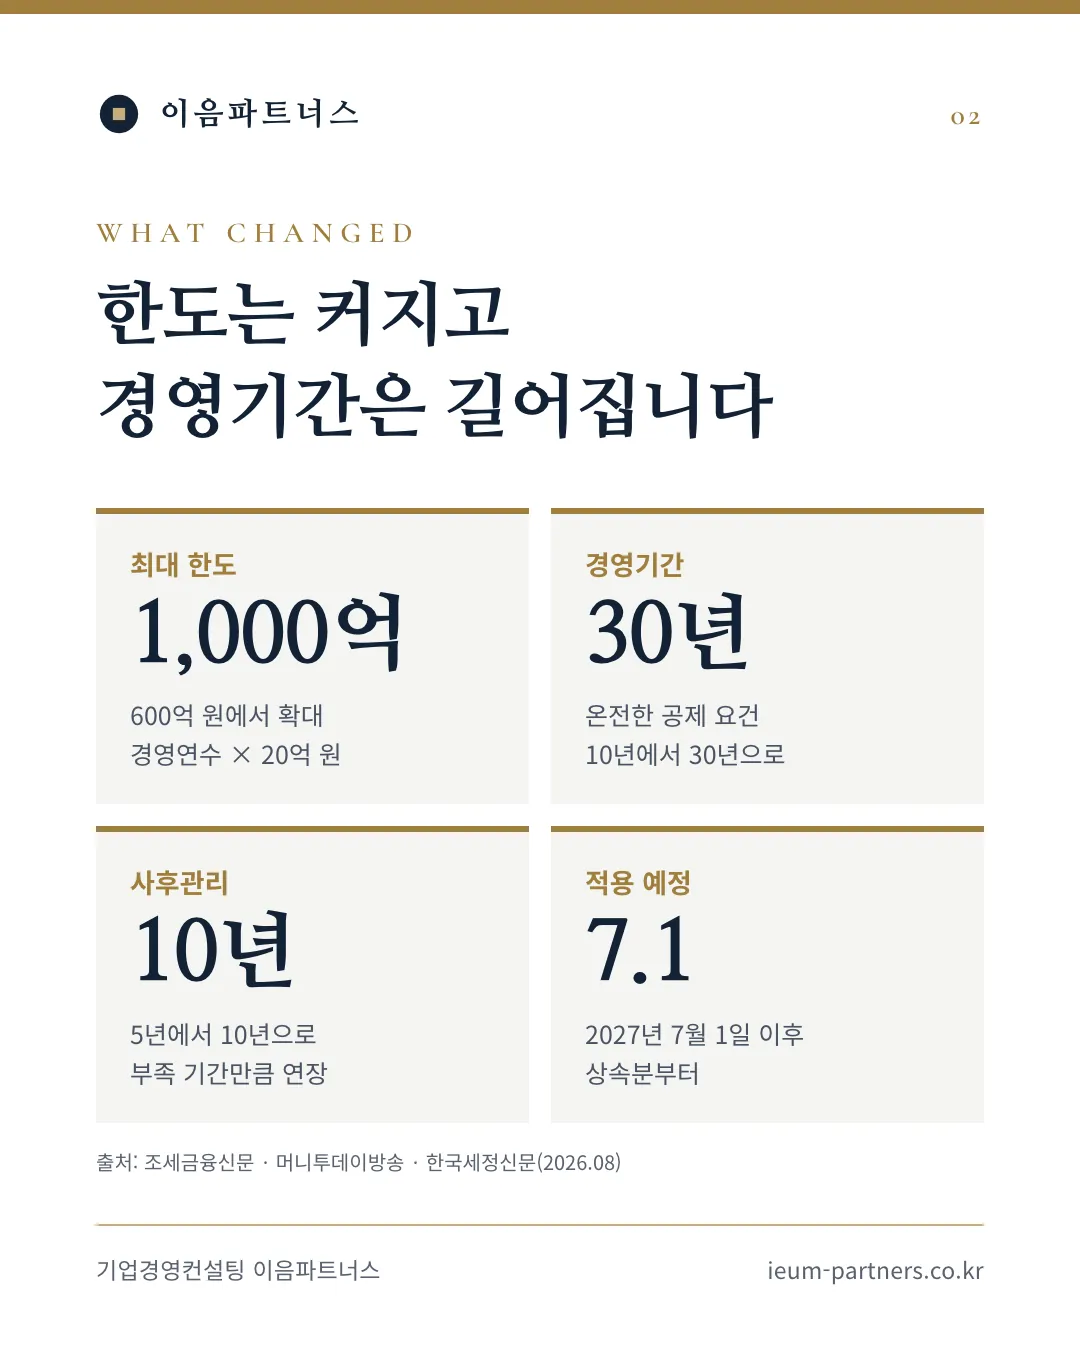 이음파트너스
02
WHAT CHANGED
한도는 커지고
경영기간은 길어집니다
최대 한도
1,000억
600억 원에서 확대
경영연수 × 20억 원
경영기간
30년
온전한 공제 요건
10년에서 30년으로
사후관리
10년
5년에서 10년으로
부족 기간만큼 연장
적용 예정
7.1
2027년 7월 1일 이후
상속분부터
출처: 조세금융신문 · 머니투데이방송 · 한국세정신문(2026.08)
기업경영컨설팅 이음파트너스
ieum-partners.co.kr